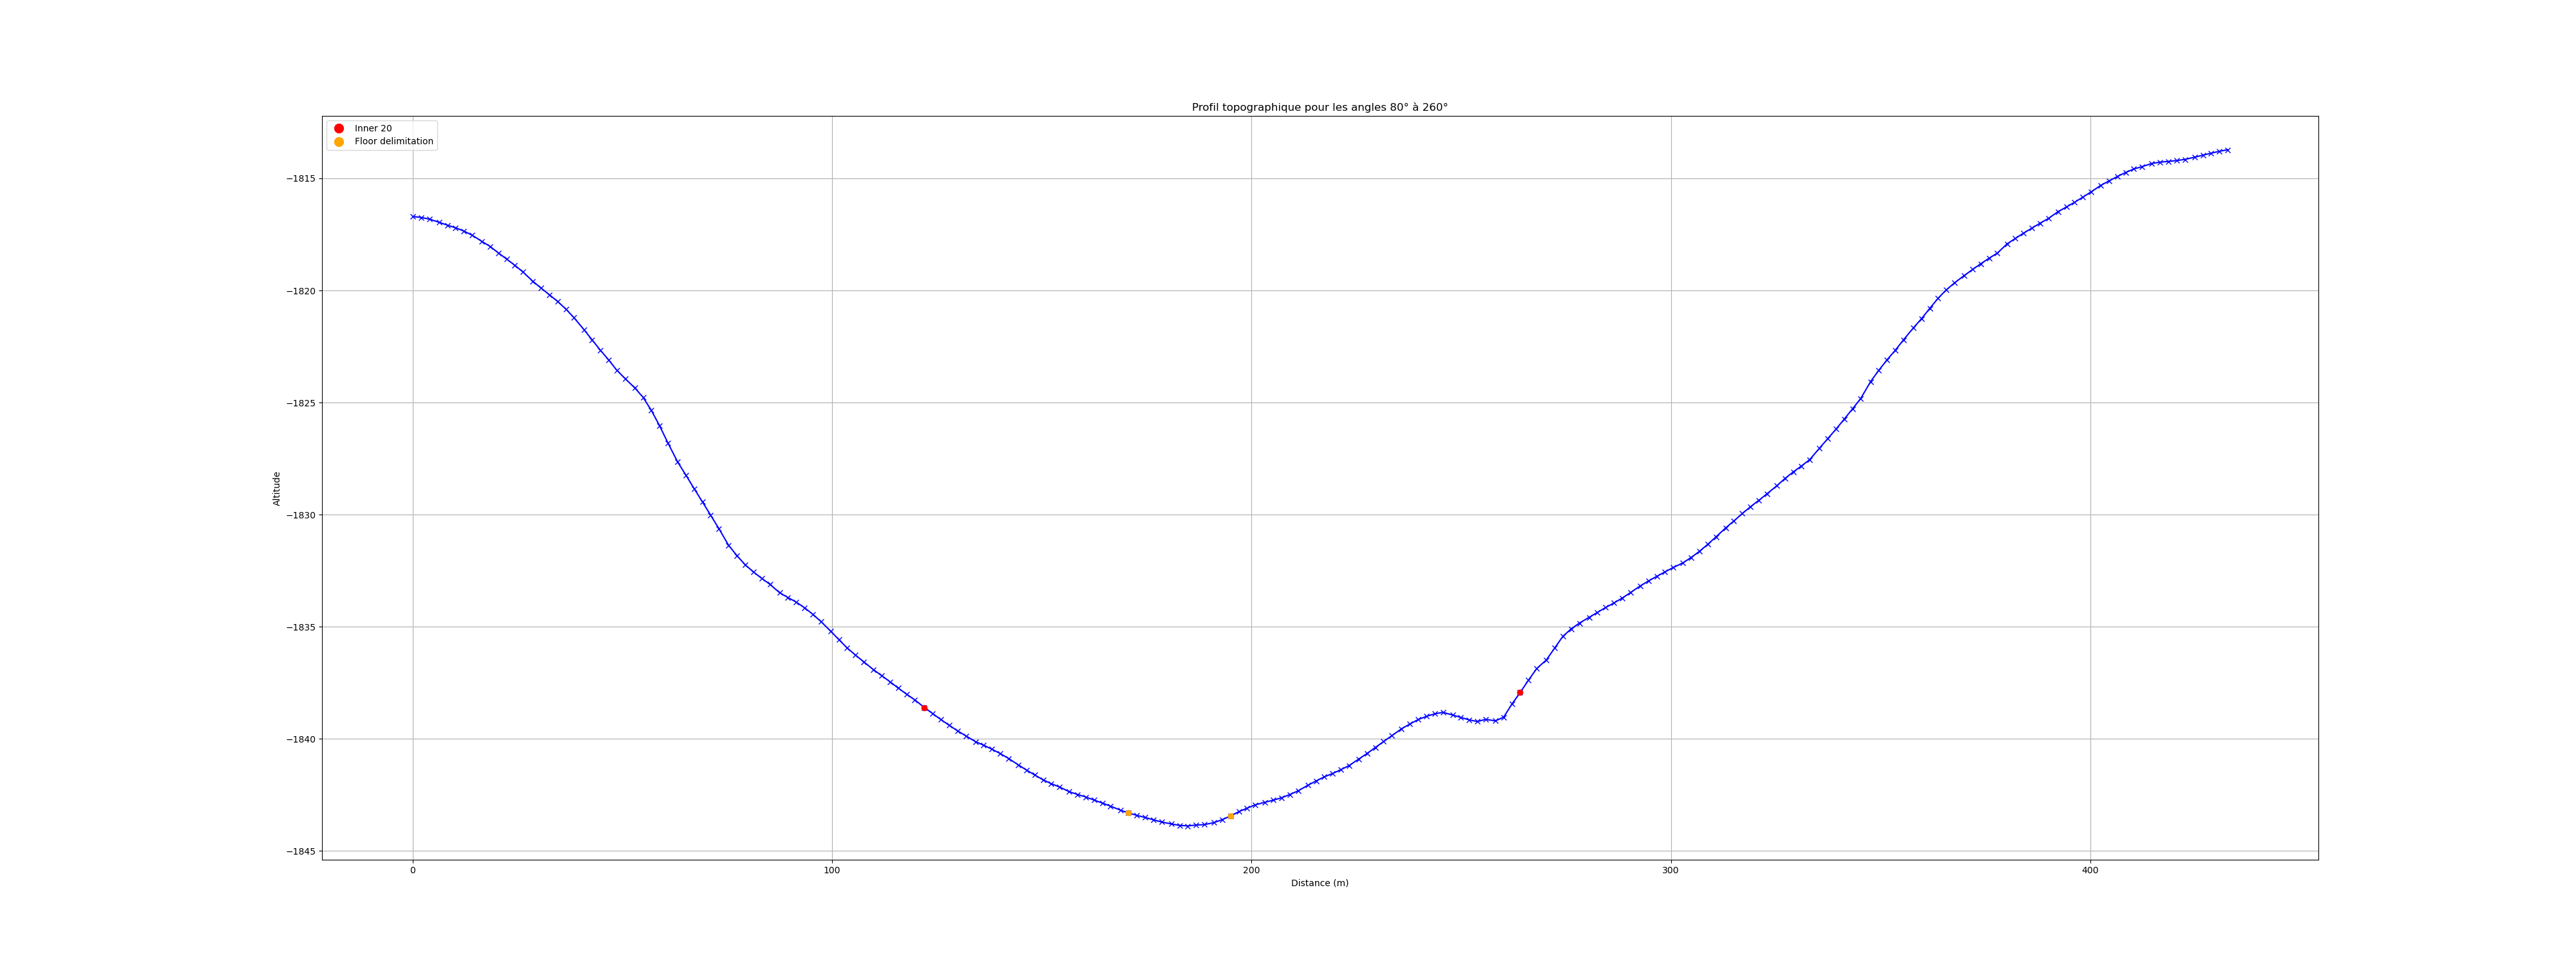 Profil topographique pour les angles 80° à 260°
Inner 20
Floor delimitation
−1815
−1820
−1825
−1830
−1835
−1840
−1845
Altitude
0 100 200 300 400
Distance (m)